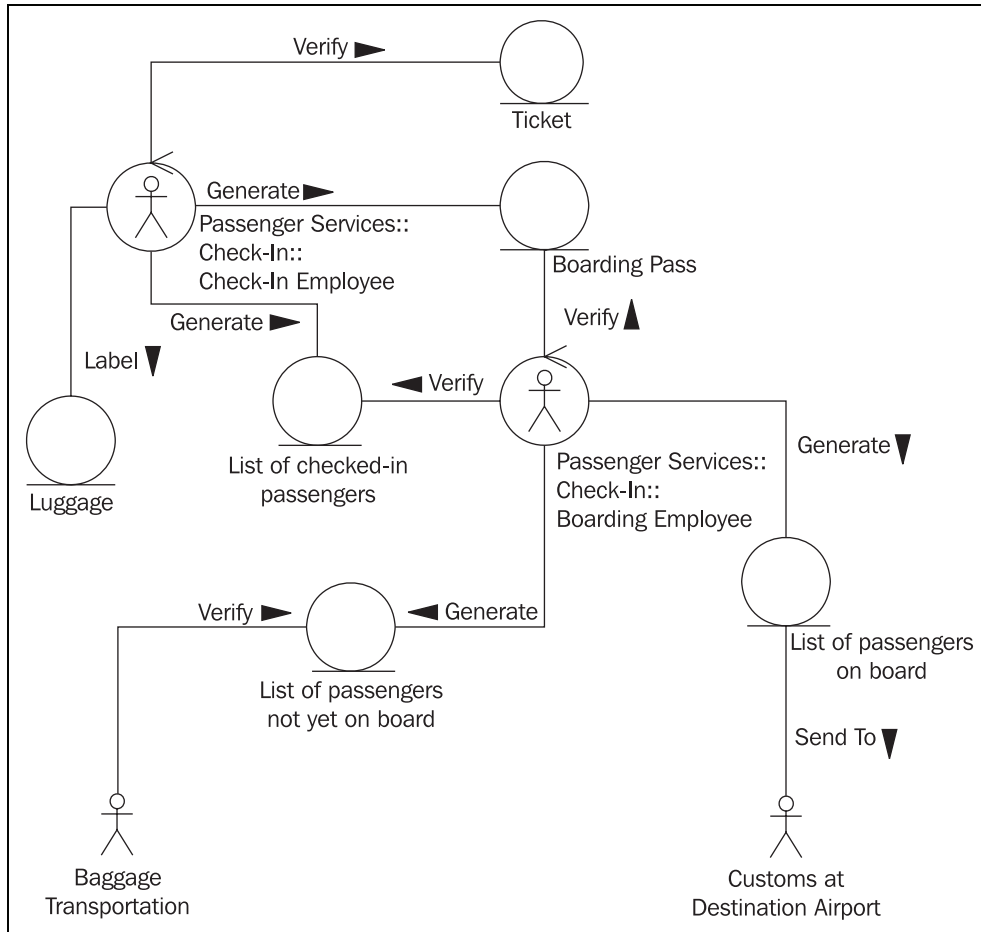 Verify
Ticket
Generate
Passenger Services::
Check-In::
Check-In Employee
Boarding Pass
Generate
Verify
Label
Verify
Luggage
List of checked-in
passengers
Passenger Services::
Check-In::
Boarding Employee
Generate
Verify
Generate
List of passengers
on board
List of passengers
not yet on board
Send To
Baggage
Transportation
Customs at
Destination Airport